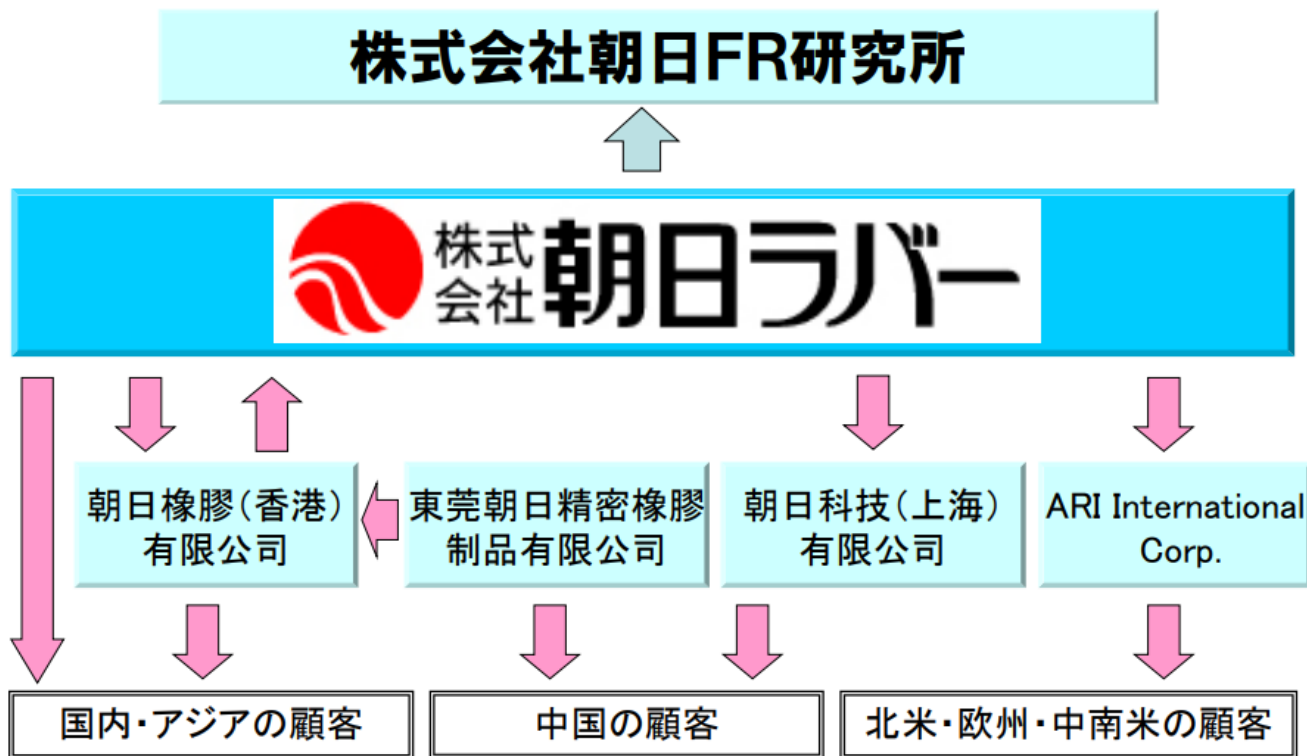 株式会社朝日FR研究所
株式会社朝日ラバー
朝日橡膠（香港）
有限公司
東莞朝日精密橡膠
制品有限公司
朝日科技（上海）
有限公司
ARI International
Corp.
国内・アジアの顧客
中国の顧客
北米・欧州・中南米の顧客